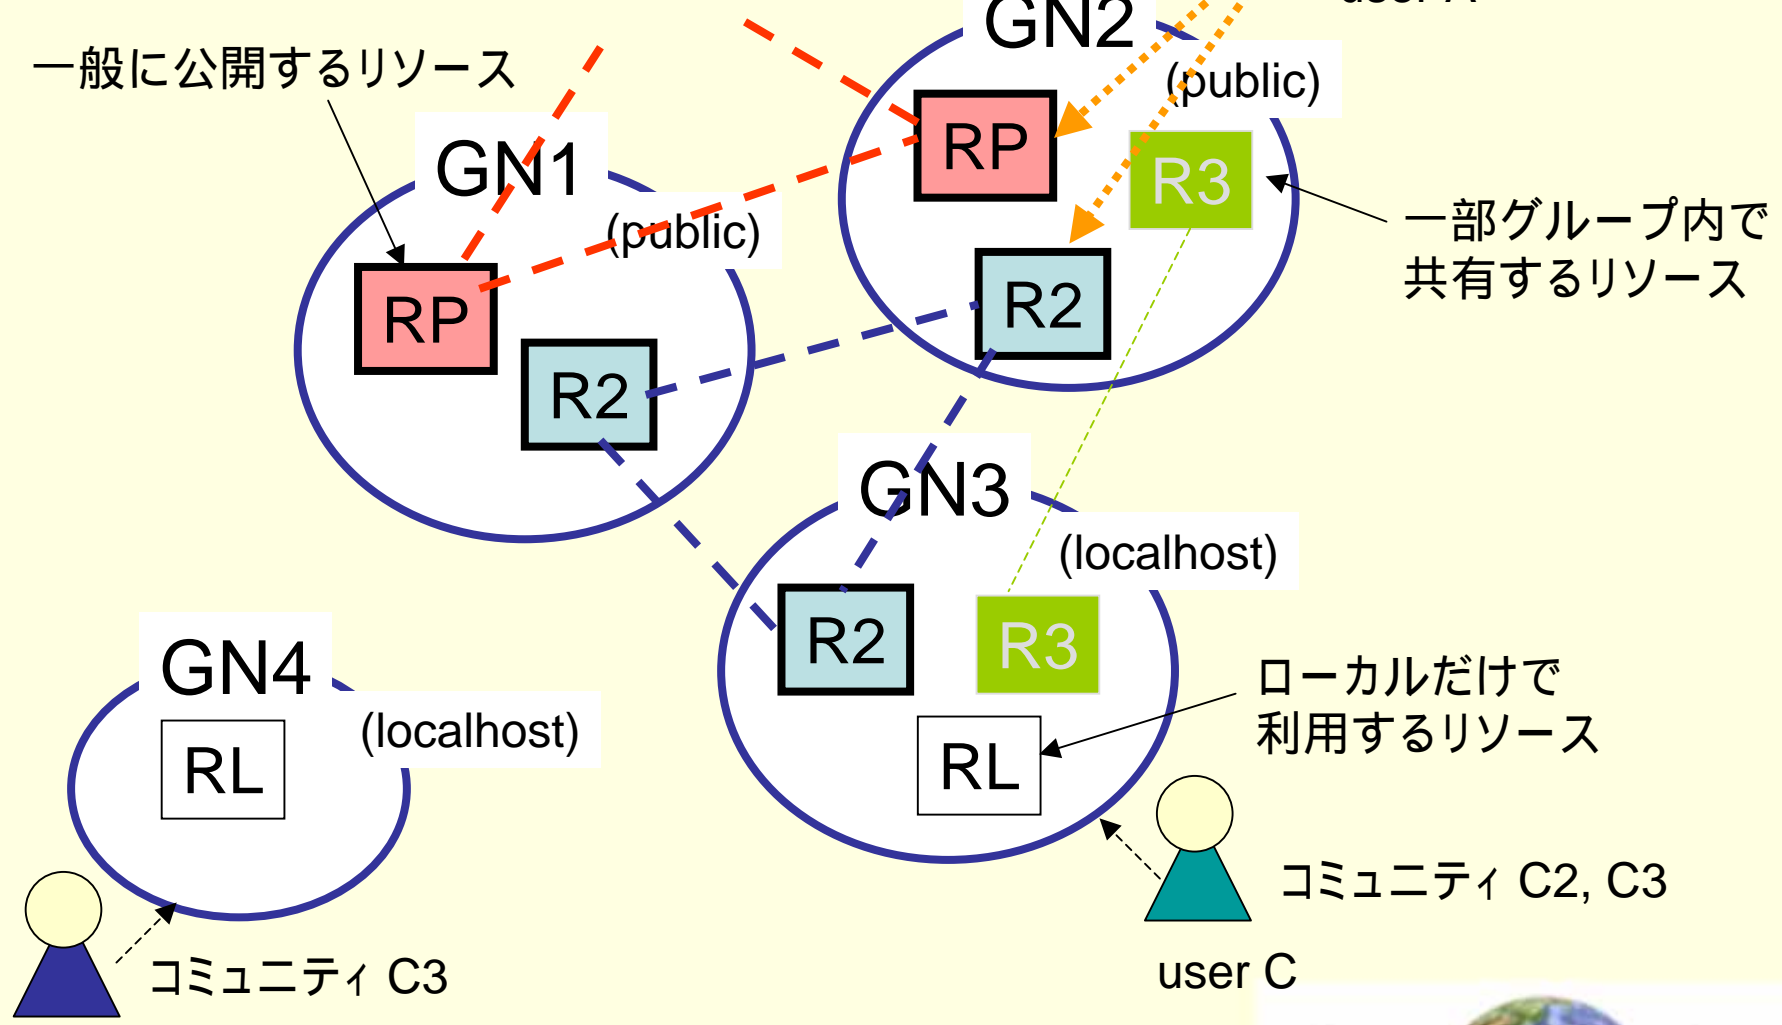 GN2
一般に公開するリソース
(public)
RP
GN1
R3
(public)
一部グループ内で
共有するリソース
RP
R2
R2
GN3
(localhost)
R2
R3
GN4
ローカルだけで
利用するリソース
(localhost)
RL
RL
コミュニティ C2, C3
コミュニティ C3
user C